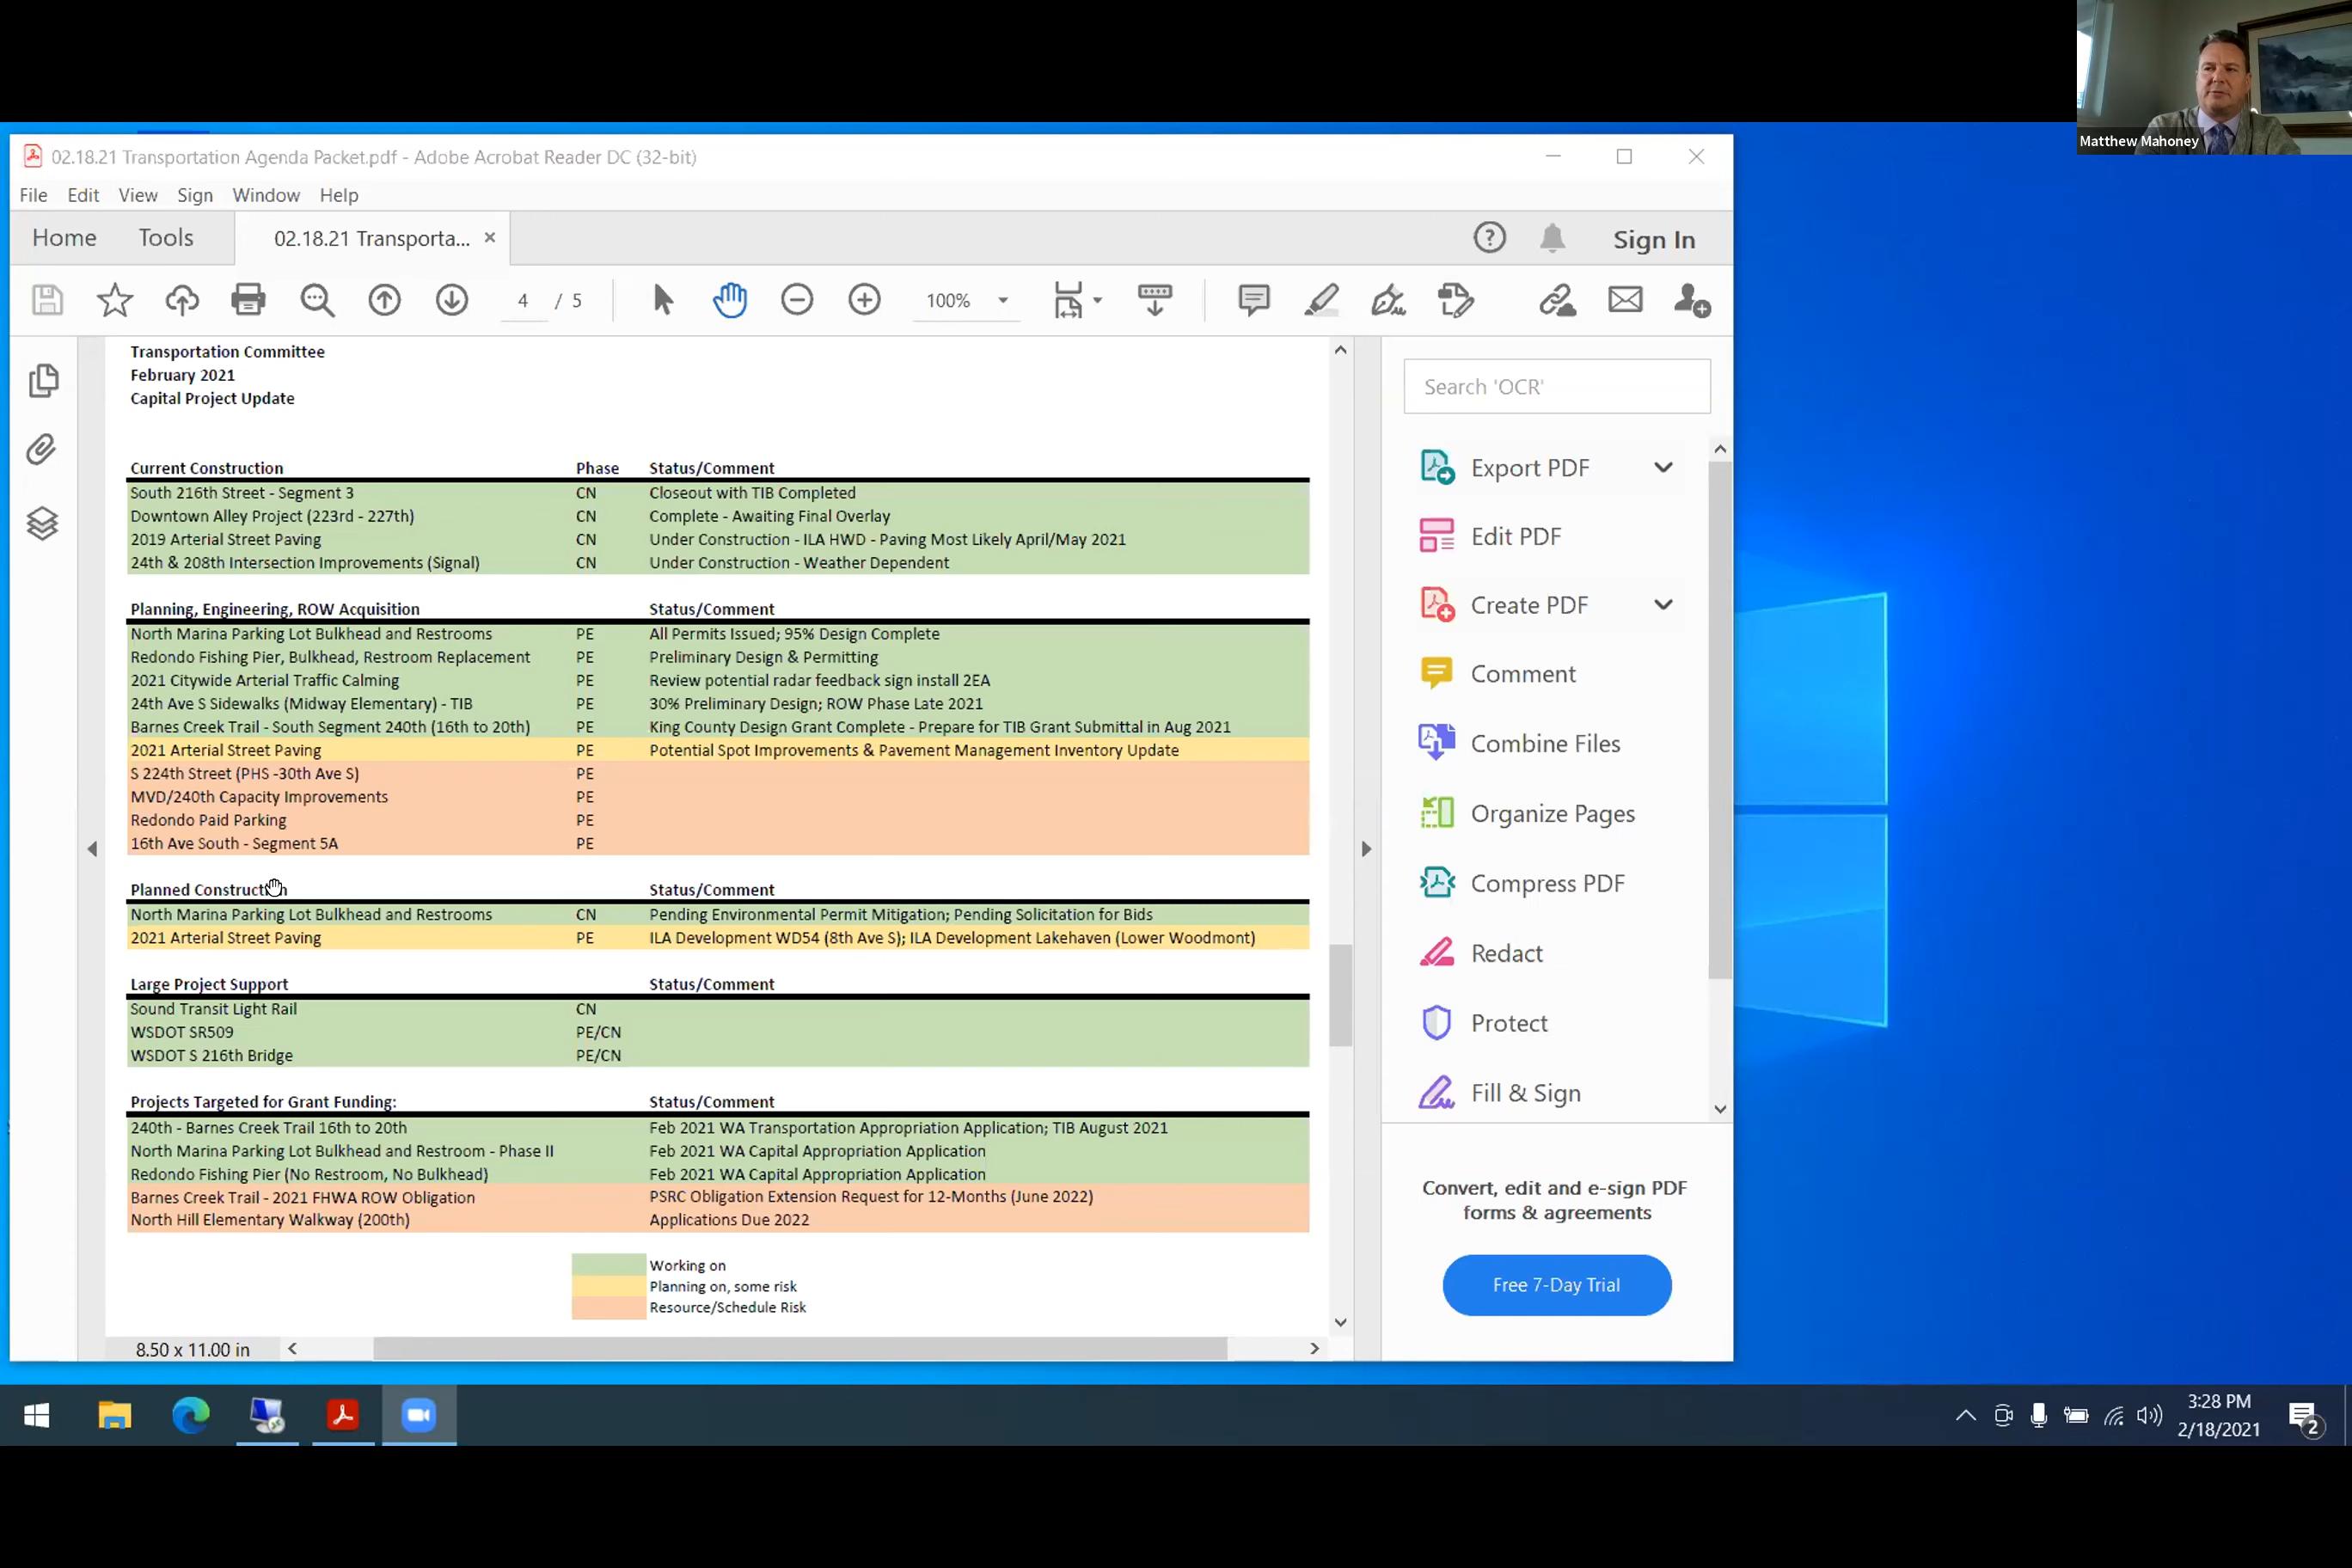 Matthew Mahoney
02.18.21 Transportation Agenda Packet.pdf - Adobe Acrobat Reader DC (32-bit)
File Edit View Sign Window Help
Home Tools 02.18.21 Transporta... × Sign In
4 / 5 100%
Transportation Committee
February 2021
Capital Project Update
Current Construction Phase Status/Comment
South 216th Street - Segment 3 CN Closeout with TIB Completed
Downtown Alley Project (223rd - 227th) CN Complete - Awaiting Final Overlay
2019 Arterial Street Paving CN Under Construction - ILA HWD - Paving Most Likely April/May 2021
24th & 208th Intersection Improvements (Signal) CN Under Construction - Weather Dependent
Planning, Engineering, ROW Acquisition Status/Comment
North Marina Parking Lot Bulkhead and Restrooms PE All Permits Issued; 95% Design Complete
Redondo Fishing Pier, Bulkhead, Restroom Replacement PE Preliminary Design & Permitting
2021 Citywide Arterial Traffic Calming PE Review potential radar feedback sign install 2EA
24th Ave S Sidewalks (Midway Elementary) - TIB PE 30% Preliminary Design; ROW Phase Late 2021
Barnes Creek Trail - South Segment 240th (16th to 20th) PE King County Design Grant Complete - Prepare for TIB Grant Submittal in Aug 2021
2021 Arterial Street Paving PE Potential Spot Improvements & Pavement Management Inventory Update
S 224th Street (PHS -30th Ave S) PE
MVD/240th Capacity Improvements PE
Redondo Paid Parking PE
16th Ave South - Segment 5A PE
Planned Construction Status/Comment
North Marina Parking Lot Bulkhead and Restrooms CN Pending Environmental Permit Mitigation; Pending Solicitation for Bids
2021 Arterial Street Paving PE ILA Development WD54 (8th Ave S); ILA Development Lakehaven (Lower Woodmont)
Large Project Support Status/Comment
Sound Transit Light Rail CN
WSDOT SR509 PE/CN
WSDOT S 216th Bridge PE/CN
Projects Targeted for Grant Funding: Status/Comment
240th - Barnes Creek Trail 16th to 20th Feb 2021 WA Transportation Appropriation Application; TIB August 2021
North Marina Parking Lot Bulkhead and Restroom - Phase II Feb 2021 WA Capital Appropriation Application
Redondo Fishing Pier (No Restroom, No Bulkhead) Feb 2021 WA Capital Appropriation Application
Barnes Creek Trail - 2021 FHWA ROW Obligation PSRC Obligation Extension Request for 12-Months (June 2022)
North Hill Elementary Walkway (200th) Applications Due 2022
Working on
Planning on, some risk
Resource/Schedule Risk
8.50 x 11.00 in
Search 'OCR'
Export PDF
Edit PDF
Create PDF
Comment
Combine Files
Organize Pages
Compress PDF
Redact
Protect
Fill & Sign
Convert, edit and e-sign PDF
forms & agreements
Free 7-Day Trial
3:28 PM
2/18/2021
2